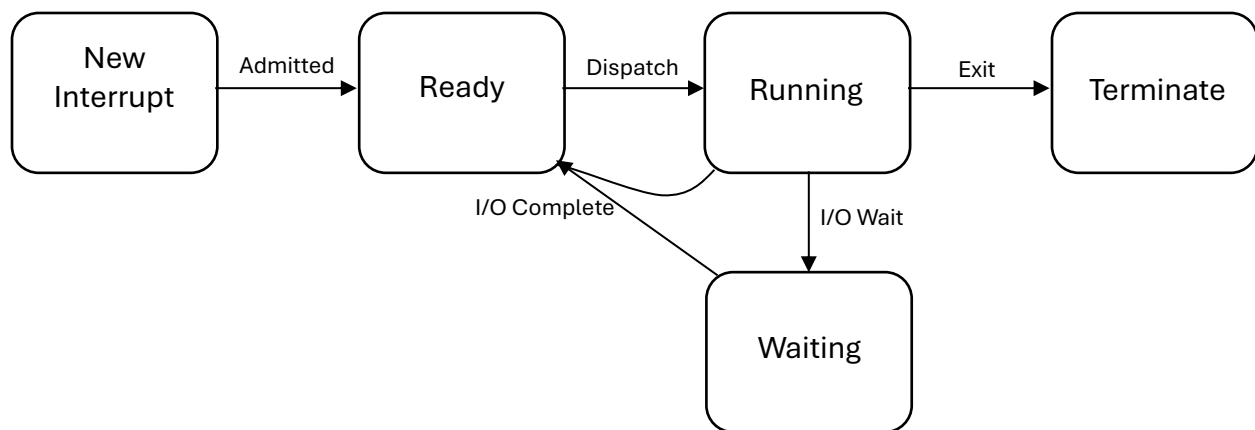 New
Interrupt
Admitted
Ready
Dispatch
Running
Exit
Terminate
I/O Complete
I/O Wait
Waiting